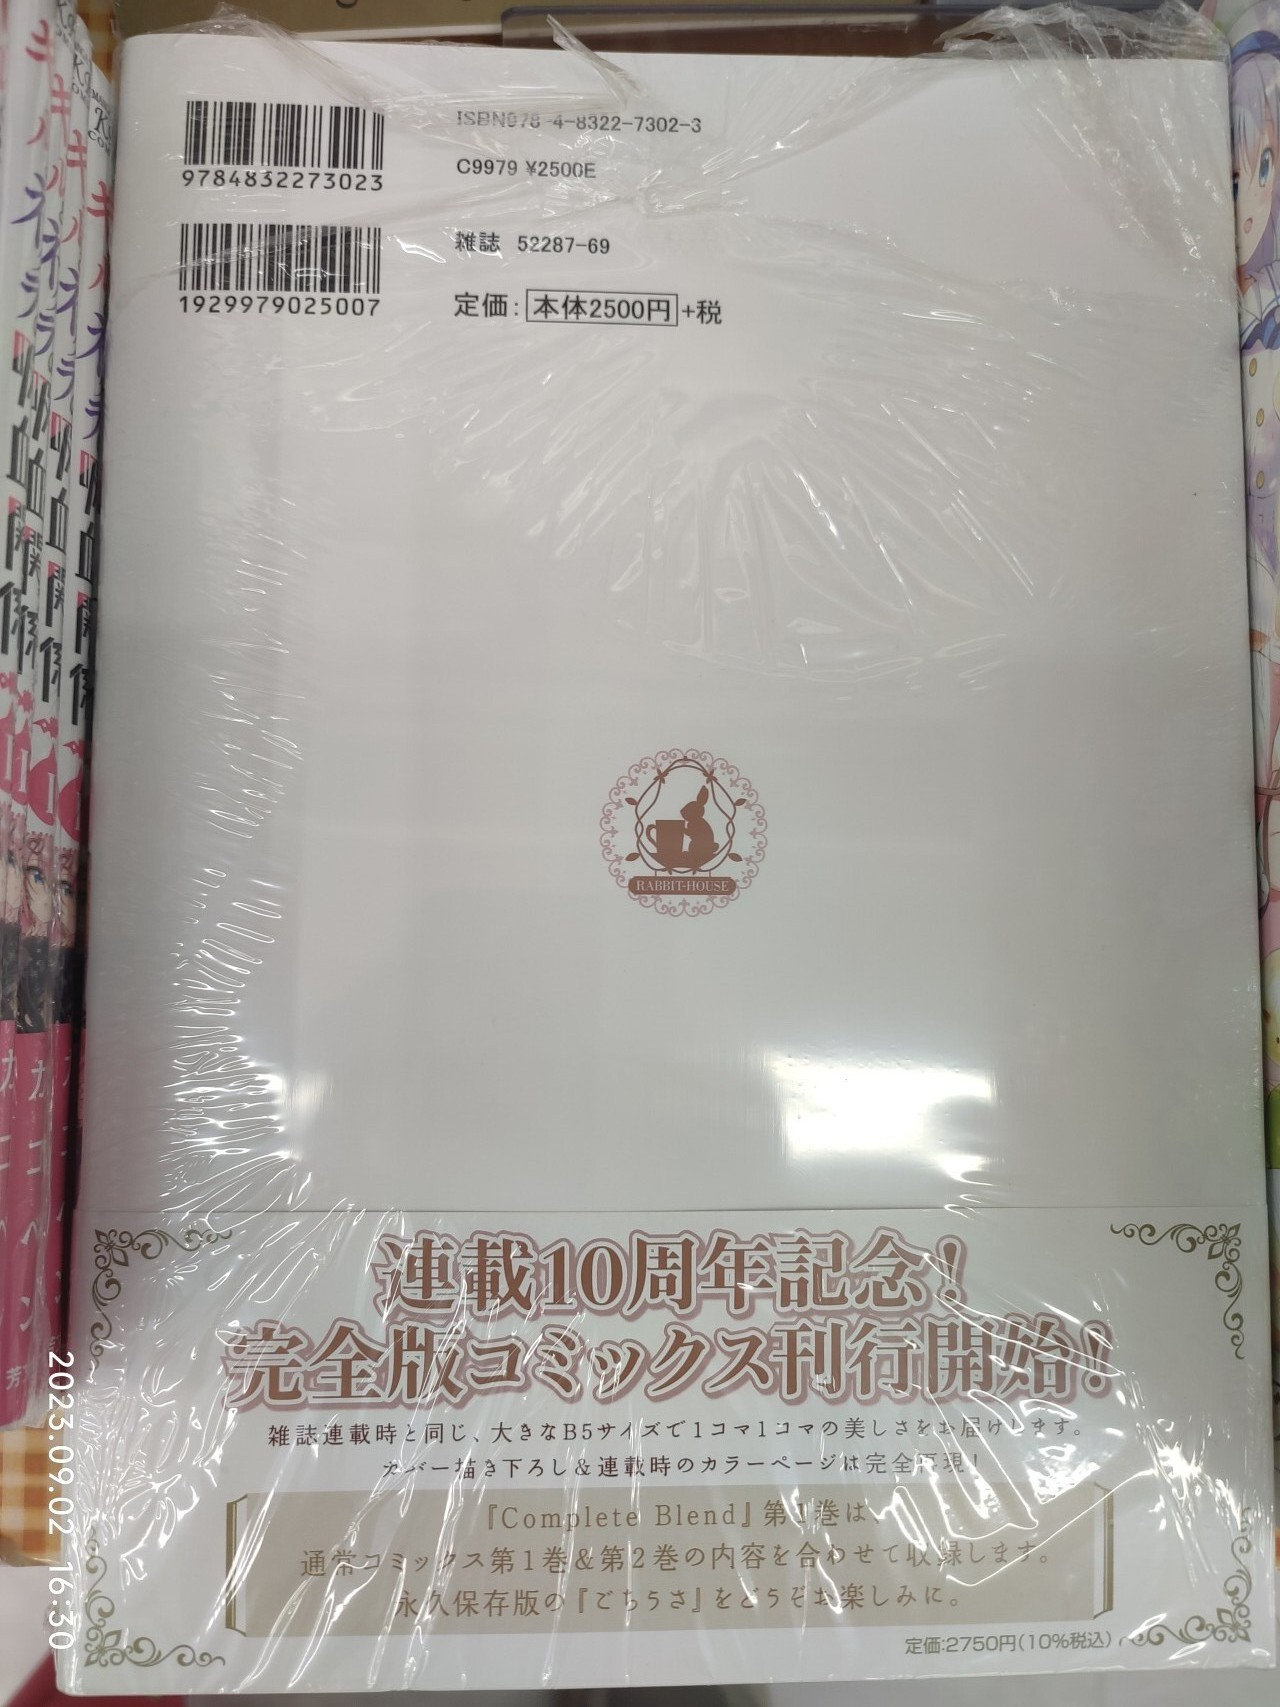 ISBN978-4-8322-7302-3
9784832273023
C9979 ¥2500E
雑誌 52287-69
1929979025007
定価：本体2500円+税
RABBIT-HOUSE
連載10周年記念！
完全版コミックス刊行開始！
雑誌連載時と同じ、大きなB5サイズで1コマ1コマの美しさをお届けします。
カバー描き下ろし＆連載時のカラーページは完全再現！
『Complete Blend』第1巻は、
通常コミックス第1巻＆第2巻の内容を合わせて収録します。
永久保存版の『ごちうさ』をどうぞお楽しみに。
定価:2750円(10%税込)
キルネラ吸血関係
2023.09.02 16:30